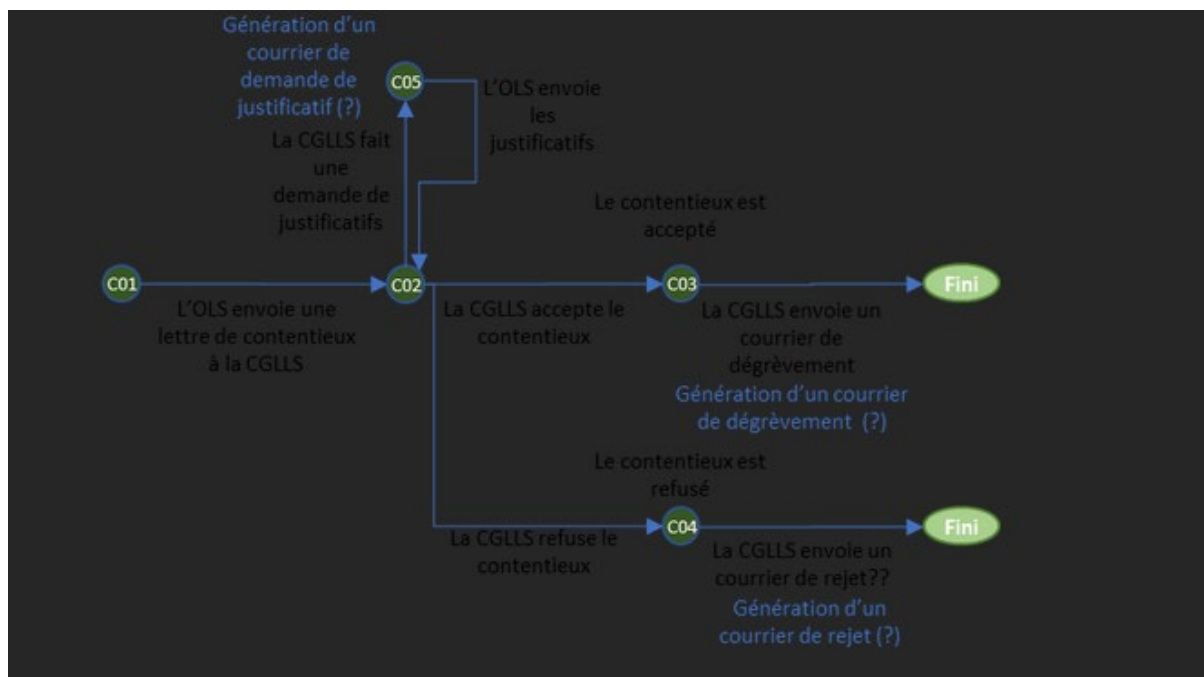 Génération d'un
courrier de
demande de
justificatif (?)
C05
L'OLS envoie
les
justificatifs
La CGLLS fait
une
demande de
justificatifs
Le contentieux est
accepté
C01
C02
C03
Fini
L'OLS envoie une
lettre de contentieux
à la CGLLS
La CGLLS accepte le
contentieux
La CGLLS envoie un
courrier de
dégrèvement
Génération d'un courrier
de dégrèvement (?)
Le contentieux est
refusé
C04
Fini
La CGLLS refuse le
contentieux
La CGLLS envoie un
courrier de rejet??
Génération d'un
courrier de rejet (?)